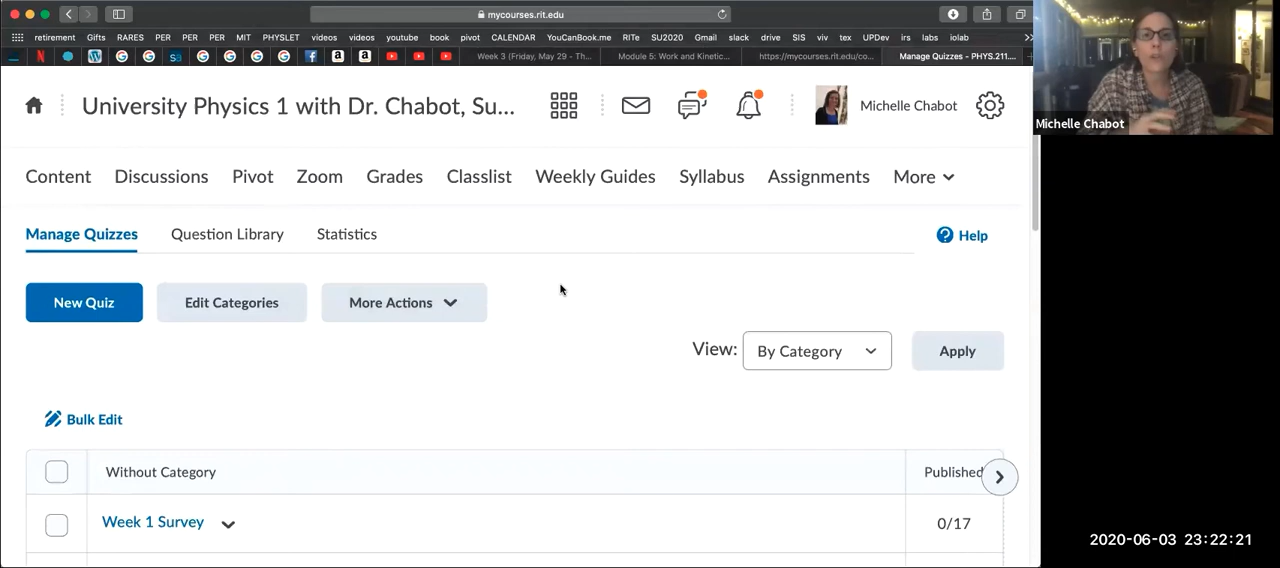 mycourses.rit.edu
retirement Gifts RARES PER PER PER MIT PHYSLET videos videos youtube book pivot CALENDAR YouCanBook.me RITe SU2020 Gmail slack drive SIS viv tex UPDev irs labs iolab
Week 3 (Friday, May 29 - Th... Module 5: Work and Kinetic... https://mycourses.rit.edu/co... Manage Quizzes - PHYS.211....
University Physics 1 with Dr. Chabot, Su... Michelle Chabot
Michelle Chabot
Content Discussions Pivot Zoom Grades Classlist Weekly Guides Syllabus Assignments More
Manage Quizzes Question Library Statistics Help
New Quiz Edit Categories More Actions
View: By Category Apply
Bulk Edit
Without Category Published
Week 1 Survey 0/17
2020-06-03 23:22:21